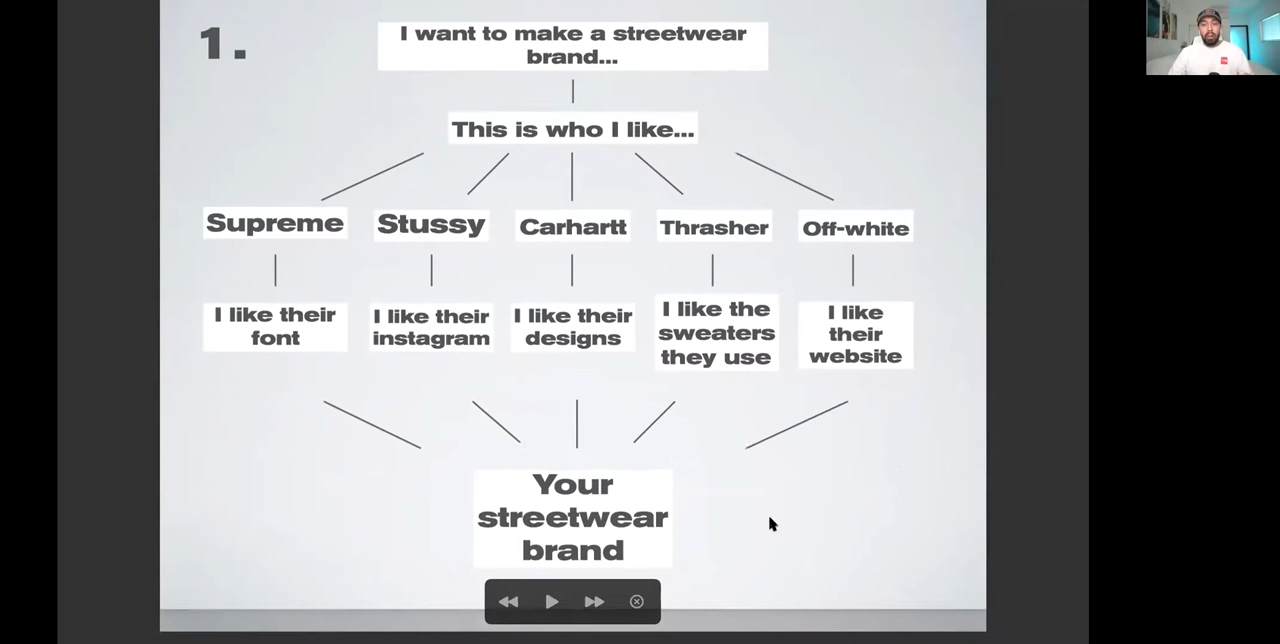 1.
I want to make a streetwear
brand...
This is who I like...
Supreme
Stussy
Carhartt
Thrasher
Off-white
I like their
font
I like their
instagram
I like their
designs
I like the
sweaters
they use
I like
their
website
Your
streetwear
brand